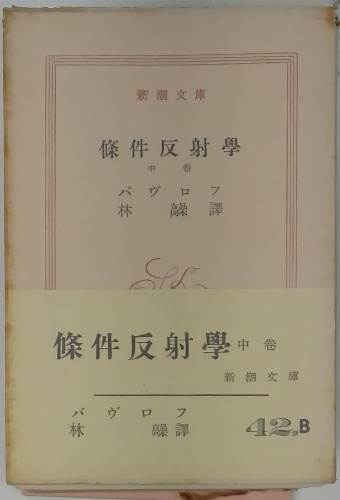 新潮文庫
條件反射學
中卷
パヴロフ
林 髞譯
條件反射學 中卷
新潮文庫
パヴロフ
林 髞譯
42,B